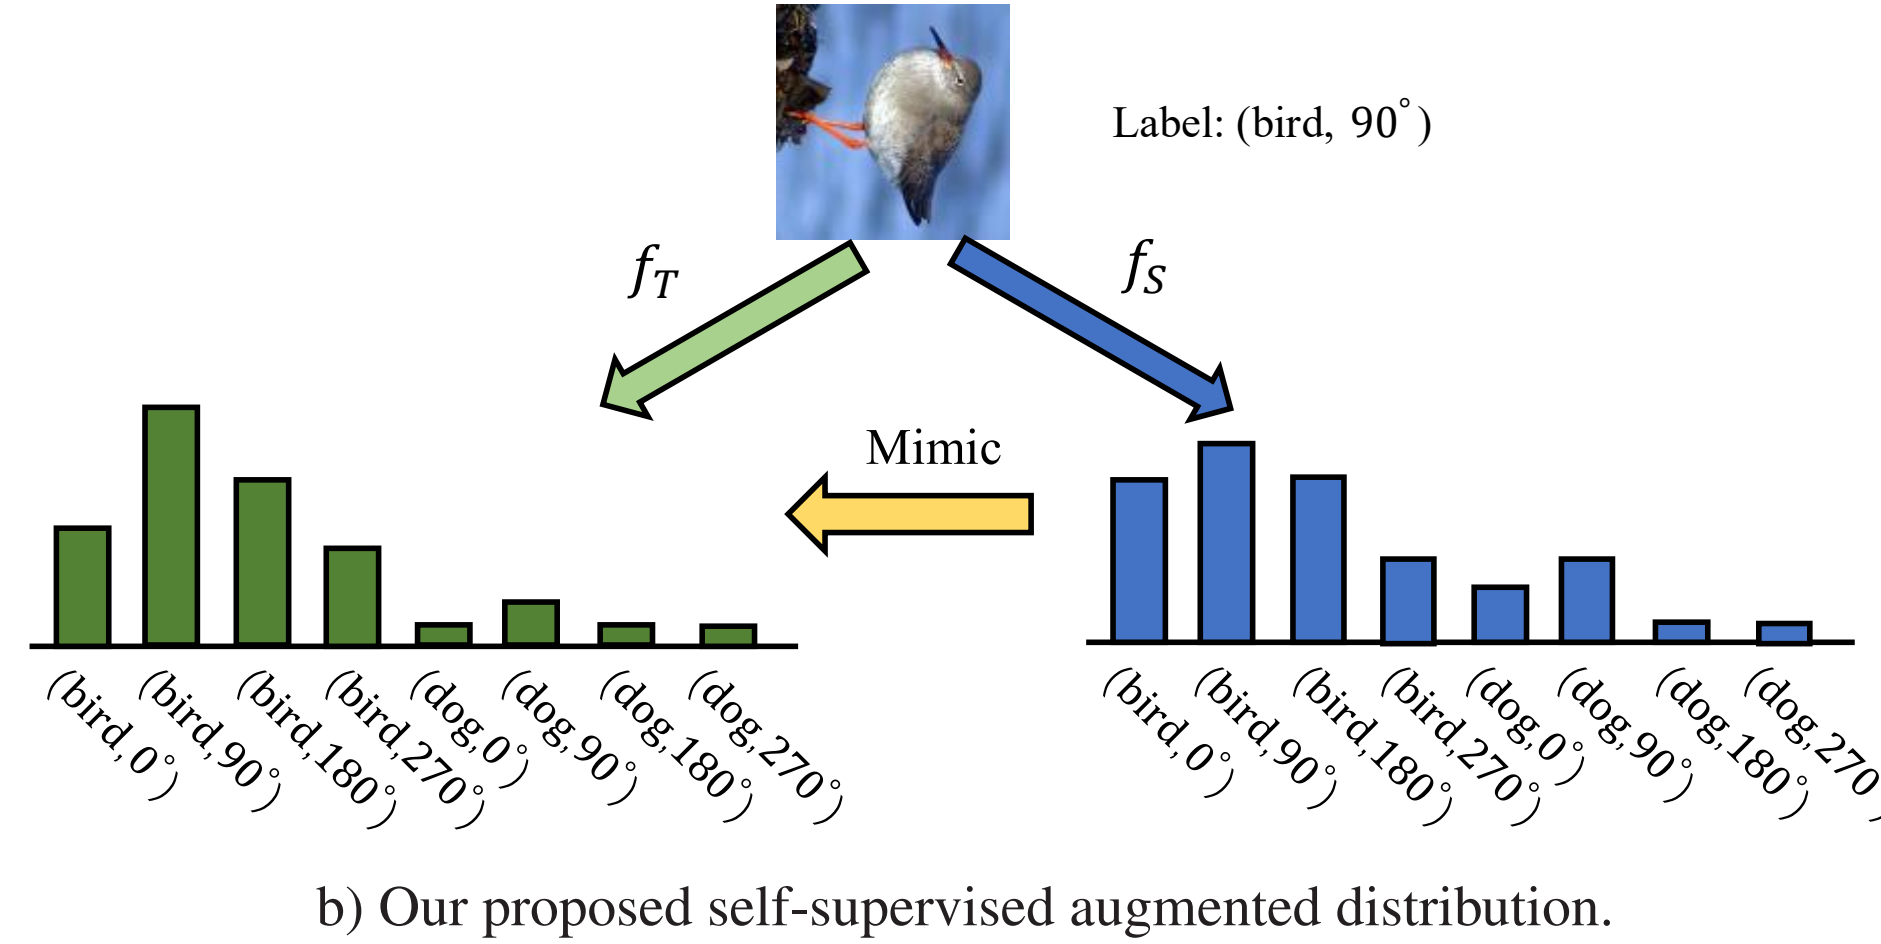 Label: (bird, 90°)
f_T
f_S
Mimic
(bird,0°)
(bird,90°)
(bird,180°)
(bird,270°)
(dog,0°)
(dog,90°)
(dog,180°)
(dog,270°)
(bird,0°)
(bird,90°)
(bird,180°)
(bird,270°)
(dog,0°)
(dog,90°)
(dog,180°)
(dog,270°)
b) Our proposed self-supervised augmented distribution.